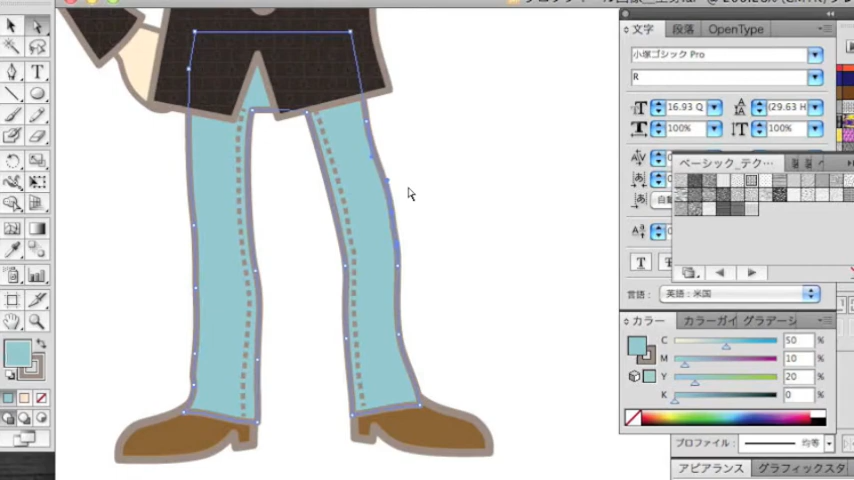 文字
段落
OpenType
小塚ゴシック Pro
R
16.93 Q
(29.63 H
100%
100%
ベーシック_テク…
自動
言語：
英語：米国
カラー
カラーガイ
グラデーシ
C
50
%
M
10
%
Y
20
%
K
0
%
プロファイル：
均等
アピアランス
グラフィックスタ